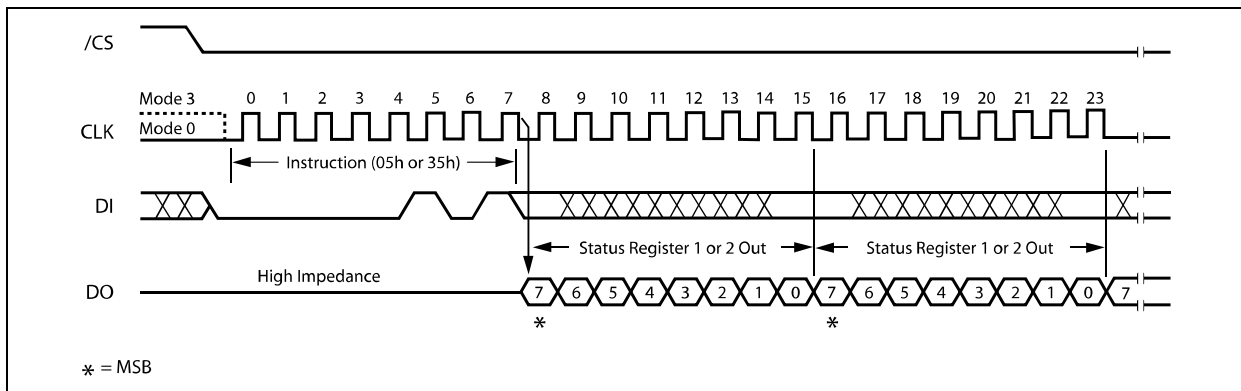 /CS
Mode 3
0 1 2 3 4 5 6 7 8 9 10 11 12 13 14 15 16 17 18 19 20 21 22 23
CLK
Mode 0
Instruction (05h or 35h)
DI
Status Register 1 or 2 Out
Status Register 1 or 2 Out
High Impedance
DO
7 6 5 4 3 2 1 0 7 6 5 4 3 2 1 0 7
* *
* = MSB